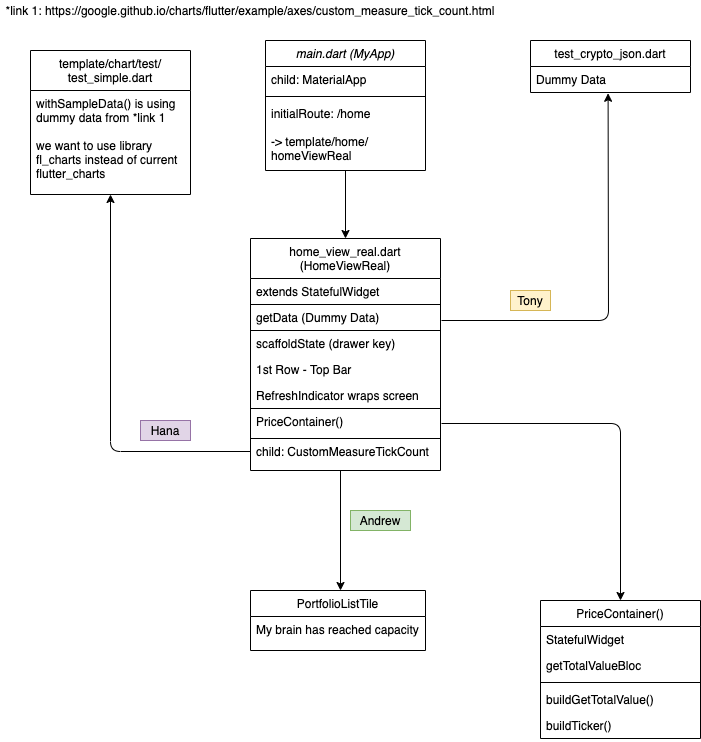 *link 1: https://google.github.io/charts/flutter/example/axes/custom_measure_tick_count.html
template/chart/test/
test_simple.dart
withSampleData() is using
dummy data from *link 1
we want to use library
fl_charts instead of current
flutter_charts
main.dart (MyApp)
child: MaterialApp
initialRoute: /home
-> template/home/
homeViewReal
test_crypto_json.dart
Dummy Data
home_view_real.dart
(HomeViewReal)
extends StatefulWidget
getData (Dummy Data)
scaffoldState (drawer key)
1st Row - Top Bar
RefreshIndicator wraps screen
PriceContainer()
child: CustomMeasureTickCount
Tony
Hana
Andrew
PortfolioListTile
My brain has reached capacity
PriceContainer()
StatefulWidget
getTotalValueBloc
buildGetTotalValue()
buildTicker()